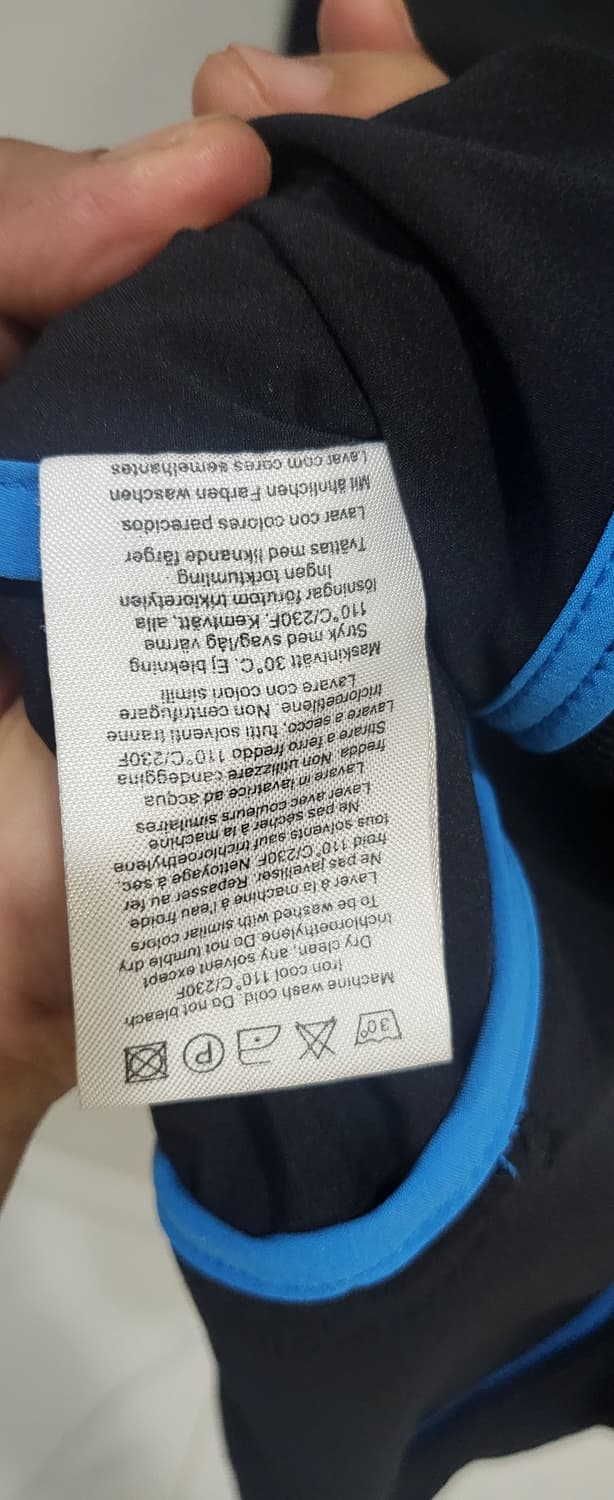 30°
P
Machine wash cold. Do not bleach
Iron cool 110°C/230F
Dry clean, any solvent except
trichloroethylene. Do not tumble dry
To be washed with similar colors
Laver à la machine à l'eau froide
Ne pas javelliser. Repasser au fer
froid 110°C/230F. Nettoyage à sec,
tous solvents sauf trichloroethylene
Ne pas sécher à la machine
Laver avec couleurs simulaires
Lavare in lavatrice ad acqua
fredda. Non utilizzare candeggina
Stirare a ferro freddo 110°C/230F
Lavare a secco, tutti solventi tranne
tricloroetilene. Non centrifugare
Lavare con colori simili
Maskintvätt 30°C. Ej blekning
Stryk med svag/låg värme
110°C/230F. Kemtvätt, alla
lösningar förutom trikloretylen
Ingen torktumling
Tvättas med liknande färger
Lavar con colores parecidos
Mit ähnlichen Farben waschen
Lavar com cores semelhantes